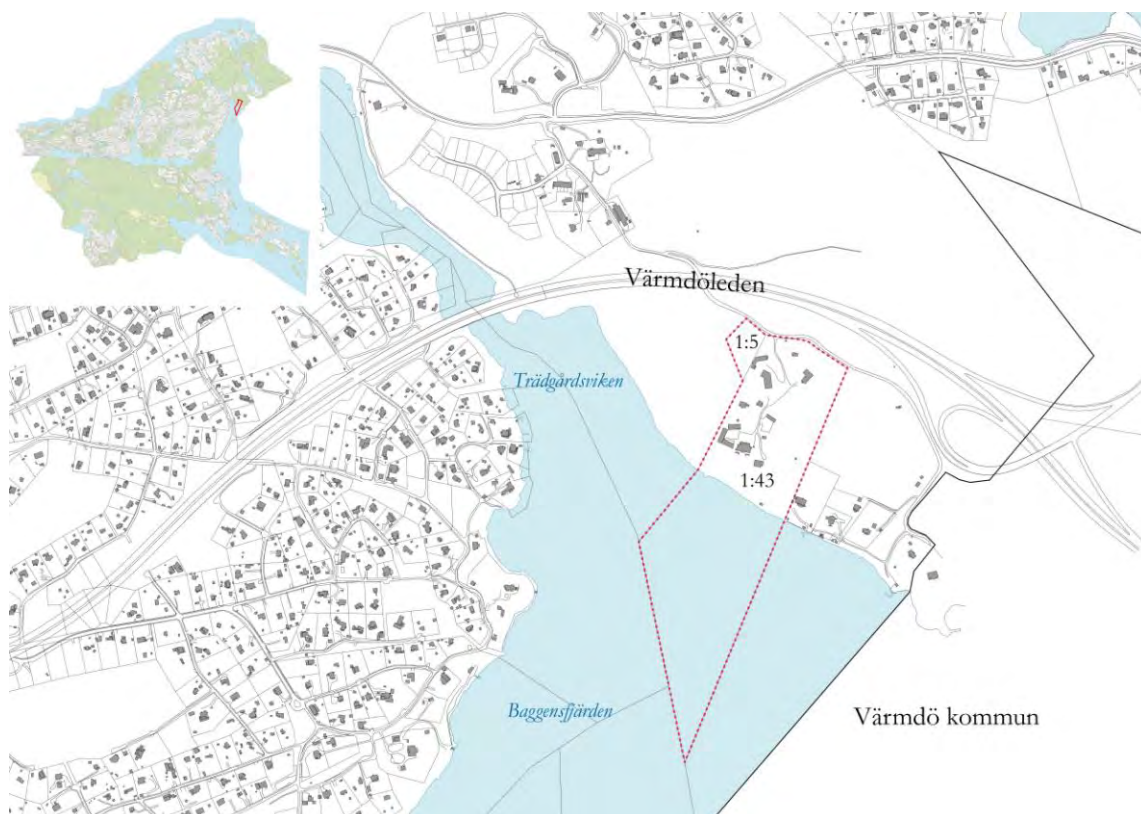 Värmdöleden
1:5
Trädgårdsviken
1:43
Baggensfjärden
Värmdö kommun